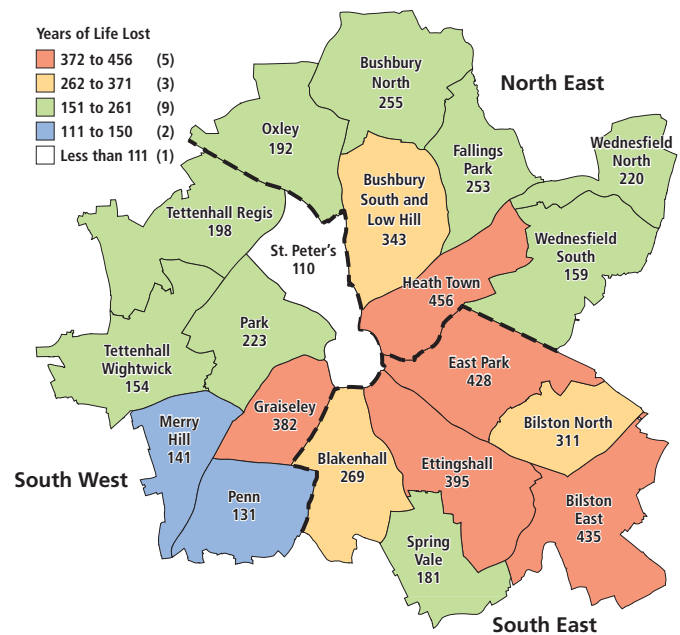 Years of Life Lost
372 to 456 (5)
262 to 371 (3)
151 to 261 (9)
111 to 150 (2)
Less than 111 (1)
Bushbury
North
255
North East
Oxley
192
Fallings
Park
253
Wednesfield
North
220
Bushbury
South and
Low Hill
343
Tettenhall Regis
198
St. Peter's
110
Wednesfield
South
159
Heath Town
456
Park
223
Tettenhall
Wightwick
154
East Park
428
Graiseley
382
Merry
Hill
141
Bilston North
311
Blakenhall
269
Ettingshall
395
South West
Penn
131
Bilston
East
435
Spring
Vale
181
South East